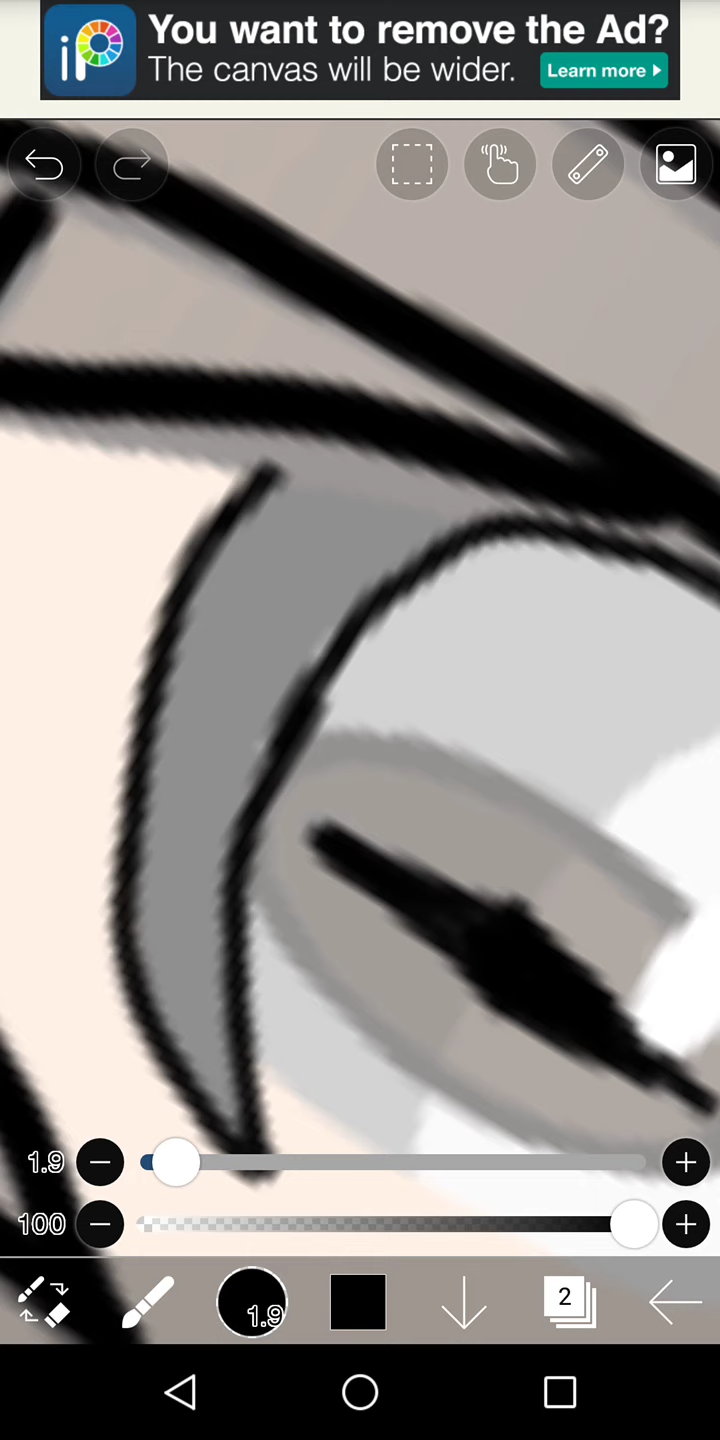 iP
You want to remove the Ad?
The canvas will be wider.
Learn more
1.9
100
1.9
2